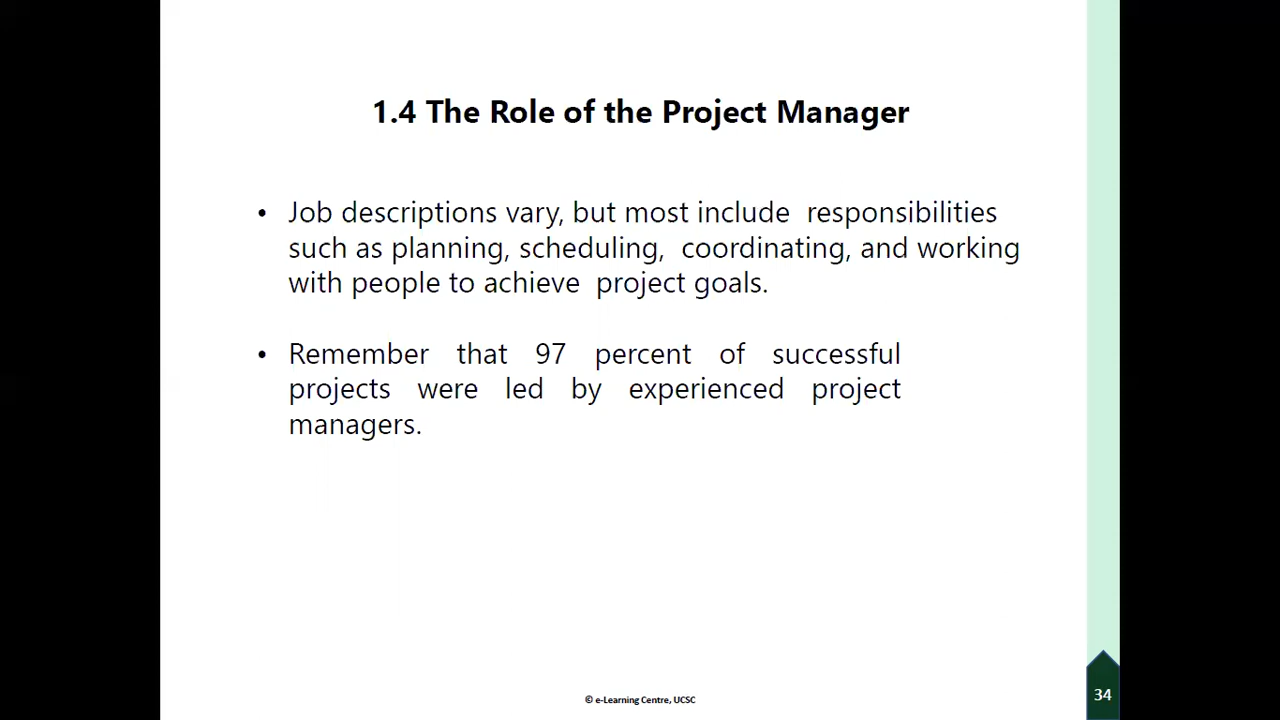 1.4 The Role of the Project Manager
• Job descriptions vary, but most include responsibilities
such as planning, scheduling, coordinating, and working
with people to achieve project goals.
• Remember that 97 percent of successful
projects were led by experienced project
managers.
© e-Learning Centre, UCSC
34